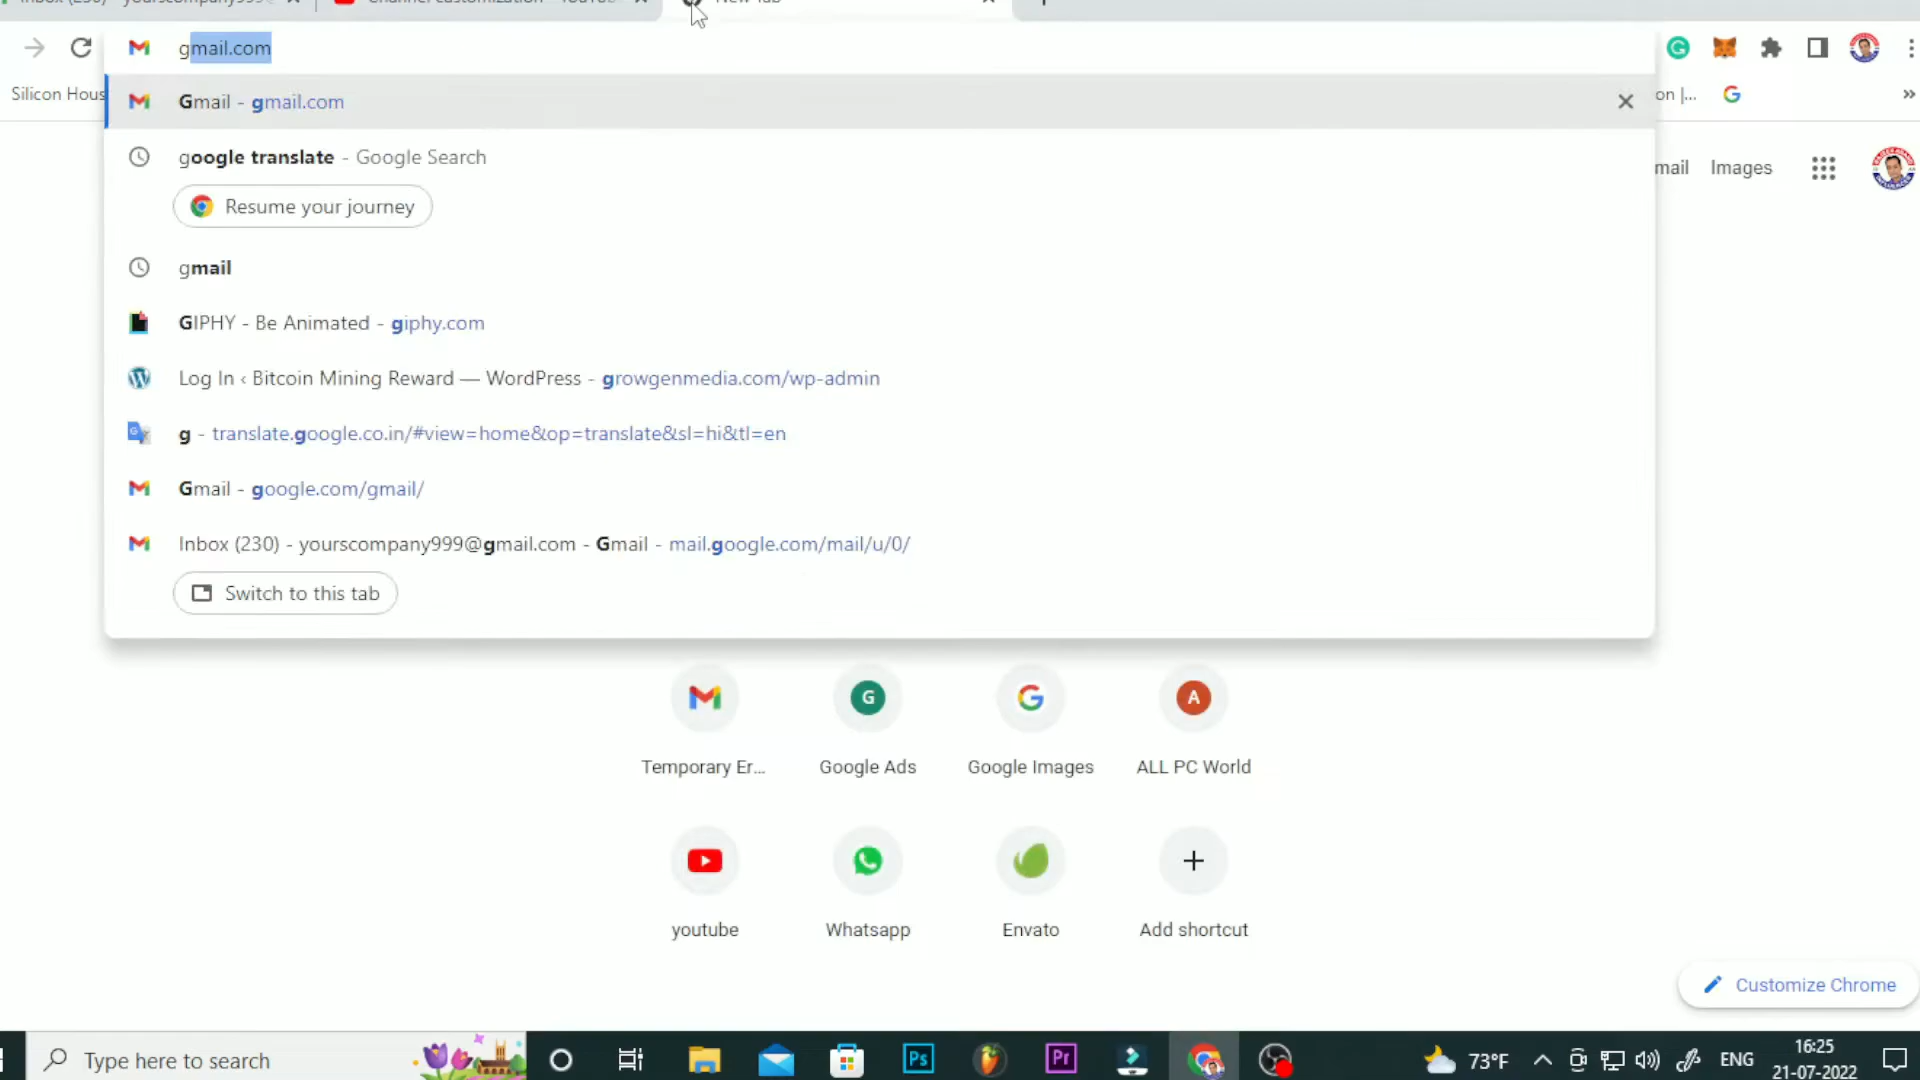 gmail.com
Silicon Hous
on |...
Gmail - gmail.com
google translate - Google Search
Resume your journey
mail
Images
gmail
GIPHY - Be Animated - giphy.com
Log In ‹ Bitcoin Mining Reward — WordPress - growgenmedia.com/wp-admin
g - translate.google.co.in/#view=home&op=translate&sl=hi&tl=en
Gmail - google.com/gmail/
Inbox (230) - yourscompany999@gmail.com - Gmail - mail.google.com/mail/u/0/
Switch to this tab
G
A
Temporary Er...
Google Ads
Google Images
ALL PC World
youtube
Whatsapp
Envato
Add shortcut
Customize Chrome
Type here to search
Ps
Pr
73°F
ENG
16:25
21-07-2022